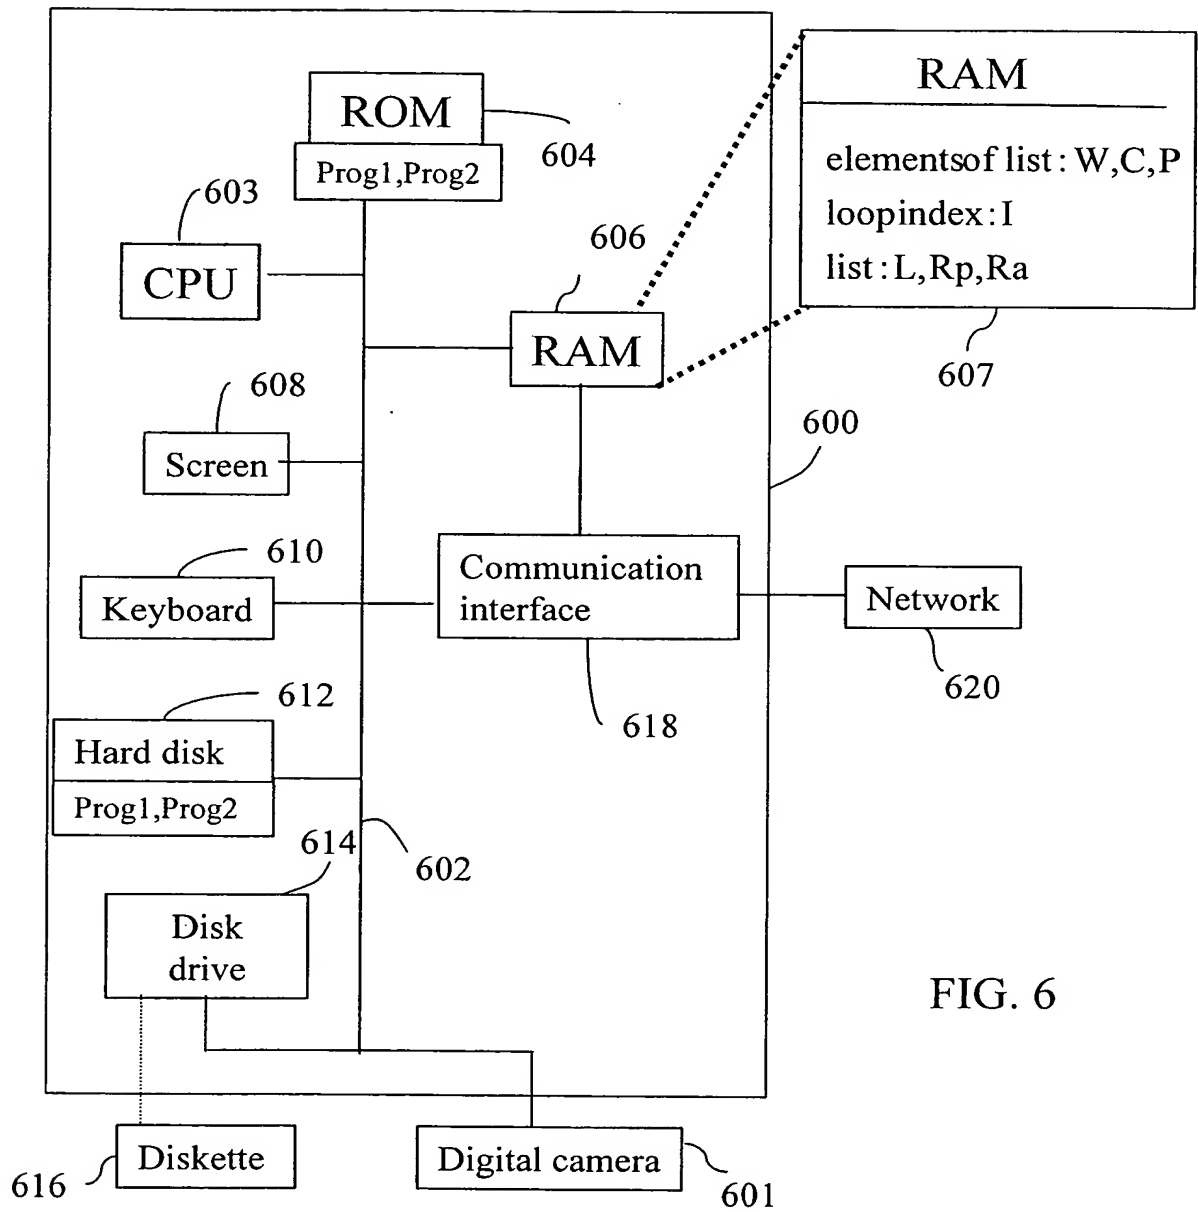 ROM
604
Prog1,Prog2
603
CPU
606
RAM
RAM
elementsof list : W,C,P
loopindex : I
list : L,Rp,Ra
607
608
Screen
600
610
Keyboard
Communication
interface
618
Network
620
612
Hard disk
Prog1,Prog2
602
614
Disk
drive
FIG. 6
616
Diskette
Digital camera
601